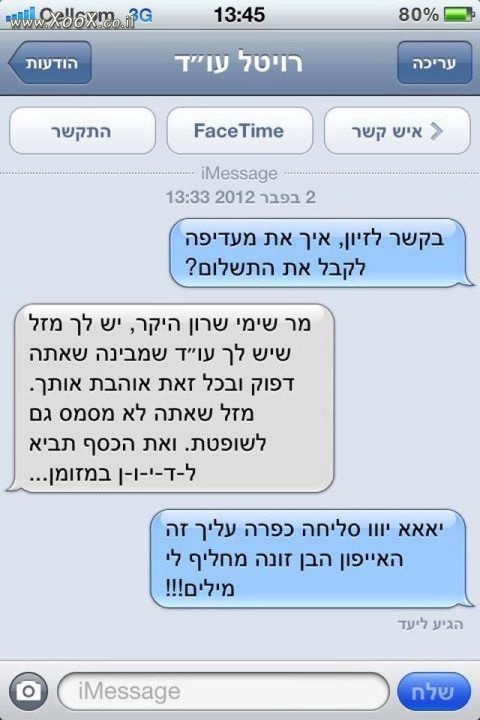 Cellcom 3G
www.XooX.co.il
13:45
80%
הודעות
רויטל עו״ד
עריכה
התקשר
FaceTime
איש קשר
iMessage
2 בפבר 2012 13:33
בקשר לזיון, איך את מעדיפה
לקבל את התשלום?
מר שימי שרון היקר, יש לך מזל
שיש לך עו״ד שמבינה שאתה
דפוק ובכל זאת אוהבת אותך.
מזל שאתה לא מסמס גם
לשופטת. ואת הכסף תביא
ל-ד-י-ו-ן במזומן...
יאאא יווו סליחה כפרה עליך זה
האייפון הבן זונה מחליף לי
מילים!!!
הגיע ליעד
iMessage
שלח